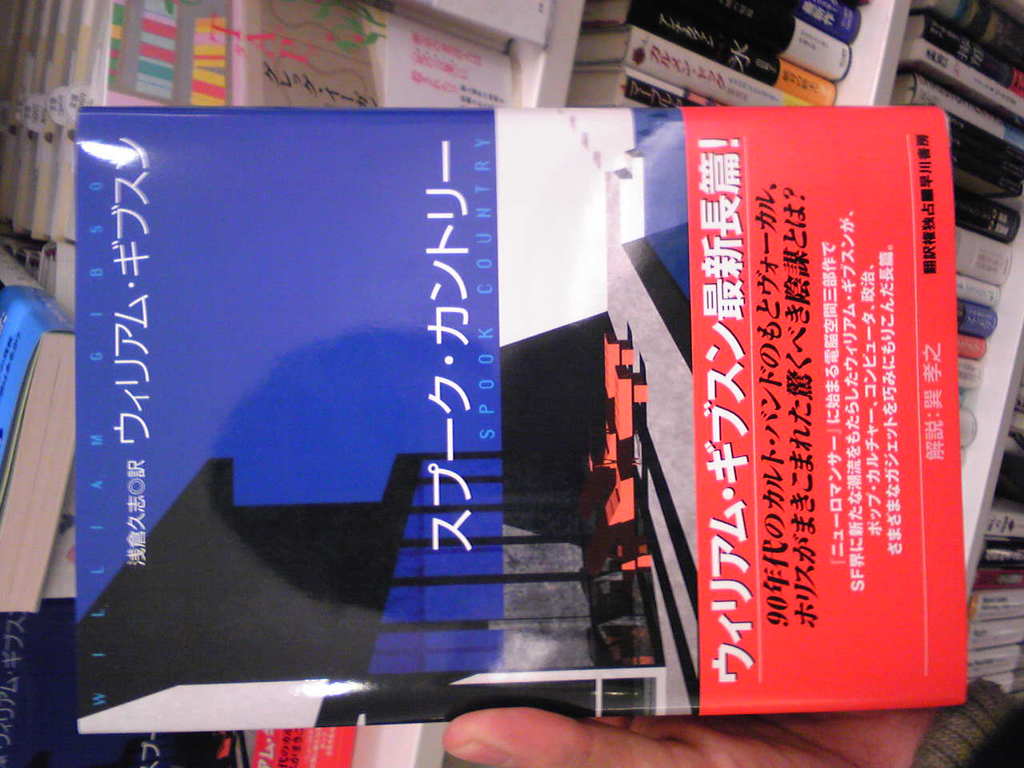 WILLIAM GIBSO
ウィリアム・ギブスン
浅倉久志◎訳
スプーク・カントリー
SPOOK COUNTRY
ウィリアム・ギブスン最新長篇!
90年代のカルト・バンドのもとヴォーカル、
ホリスがまきこまれた驚くべき陰謀とは?
『ニューロマンサー』に始まる電脳空間三部作で
SF界に新たな潮流をもたらしたウィリアム・ギブスンが、
ポップ・カルチャー、コンピュータ、政治、
さまざまなガジェットを巧みにもりこんだ長篇。
解説:巽 孝之
翻訳権独占■早川書房